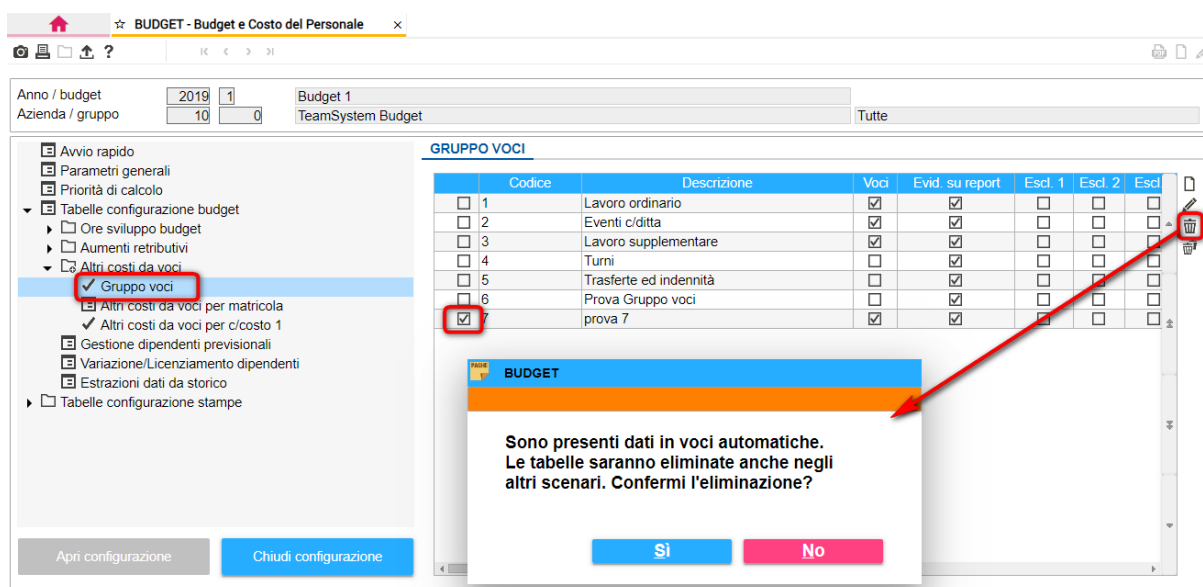 ☆ BUDGET - Budget e Costo del Personale ×
?
Anno / budget 2019 1 Budget 1
Azienda / gruppo 10 0 TeamSystem Budget Tutte
Avvio rapido
Parametri generali
Priorità di calcolo
Tabelle configurazione budget
Ore sviluppo budget
Aumenti retributivi
Altri costi da voci
Gruppo voci
Altri costi da voci per matricola
Altri costi da voci per c/costo 1
Gestione dipendenti previsionali
Variazione/Licenziamento dipendenti
Estrazioni dati da storico
Tabelle configurazione stampe
Apri configurazione
Chiudi configurazione
GRUPPO VOCI
Codice Descrizione Voci Evid. su report Escl. 1 Escl. 2 Escl
1 Lavoro ordinario
2 Eventi c/ditta
3 Lavoro supplementare
4 Turni
5 Trasferte ed indennità
6 Prova Gruppo voci
7 prova 7
PAGHE
BUDGET
Sono presenti dati in voci automatiche.
Le tabelle saranno eliminate anche negli
altri scenari. Confermi l'eliminazione?
Sì
No